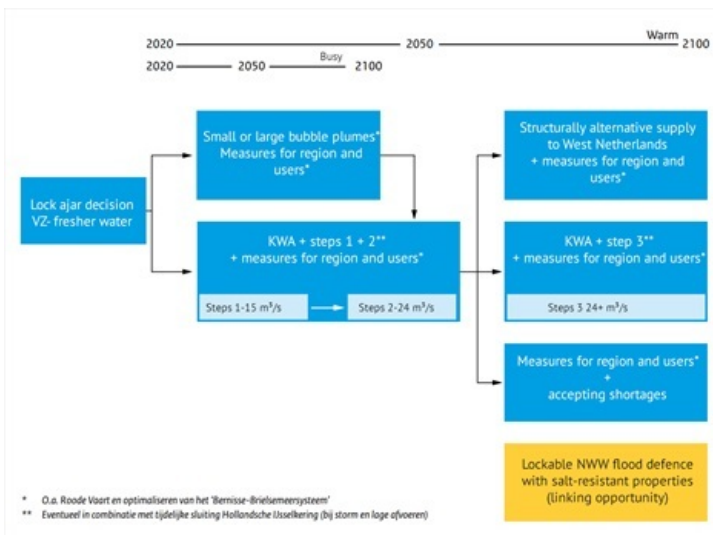 Warm
2020 2050 2100
Busy
2020 2050 2100
Small or large bubble plumes*
Measures for region and
users*
Structurally alternative supply
to West Netherlands
+ measures for region and
users*
Lock ajar decision
VZ- fresher water
KWA + steps 1 + 2**
+ measures for region and users*
Steps 1-15 m³/s
Steps 2-24 m³/s
KWA + step 3**
+ measures for region and users*
Steps 3 24+ m³/s
Measures for region and users*
+
accepting shortages
Lockable NWW flood defence
with salt-resistant properties
(linking opportunity)
* O.a. Roode Vaart en optimaliseren van het 'Bernisse-Brielsemeersysteem'
** Eventueel in combinatie met tijdelijke sluiting Hollandsche IJsselkering (bij storm en lage afvoeren)